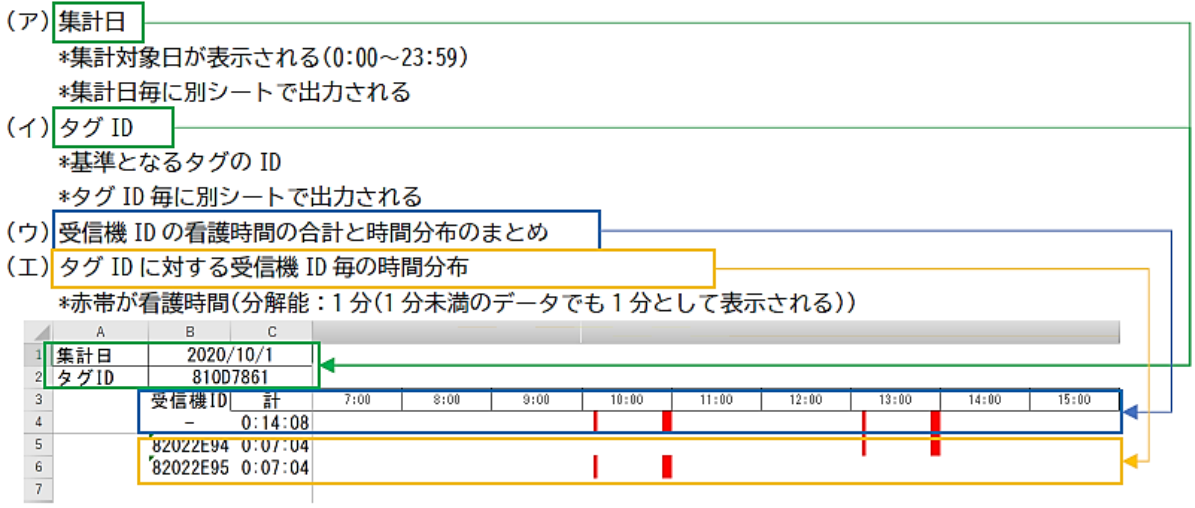 (ア) 集計日
*集計対象日が表示される(0:00～23:59)
*集計日毎に別シートで出力される
(イ) タグ ID
*基準となるタグの ID
*タグ ID 毎に別シートで出力される
(ウ) 受信機 ID の看護時間の合計と時間分布のまとめ
(エ) タグ ID に対する受信機 ID 毎の時間分布
*赤帯が看護時間(分解能：1 分(1 分未満のデータでも 1 分として表示される))
A B C
1 集計日 2020/10/1
2 タグID 810D7861
3 受信機ID 計 7:00 8:00 9:00 10:00 11:00 12:00 13:00 14:00 15:00
4 - 0:14:08
5 82022E94 0:07:04
6 82022E95 0:07:04
7